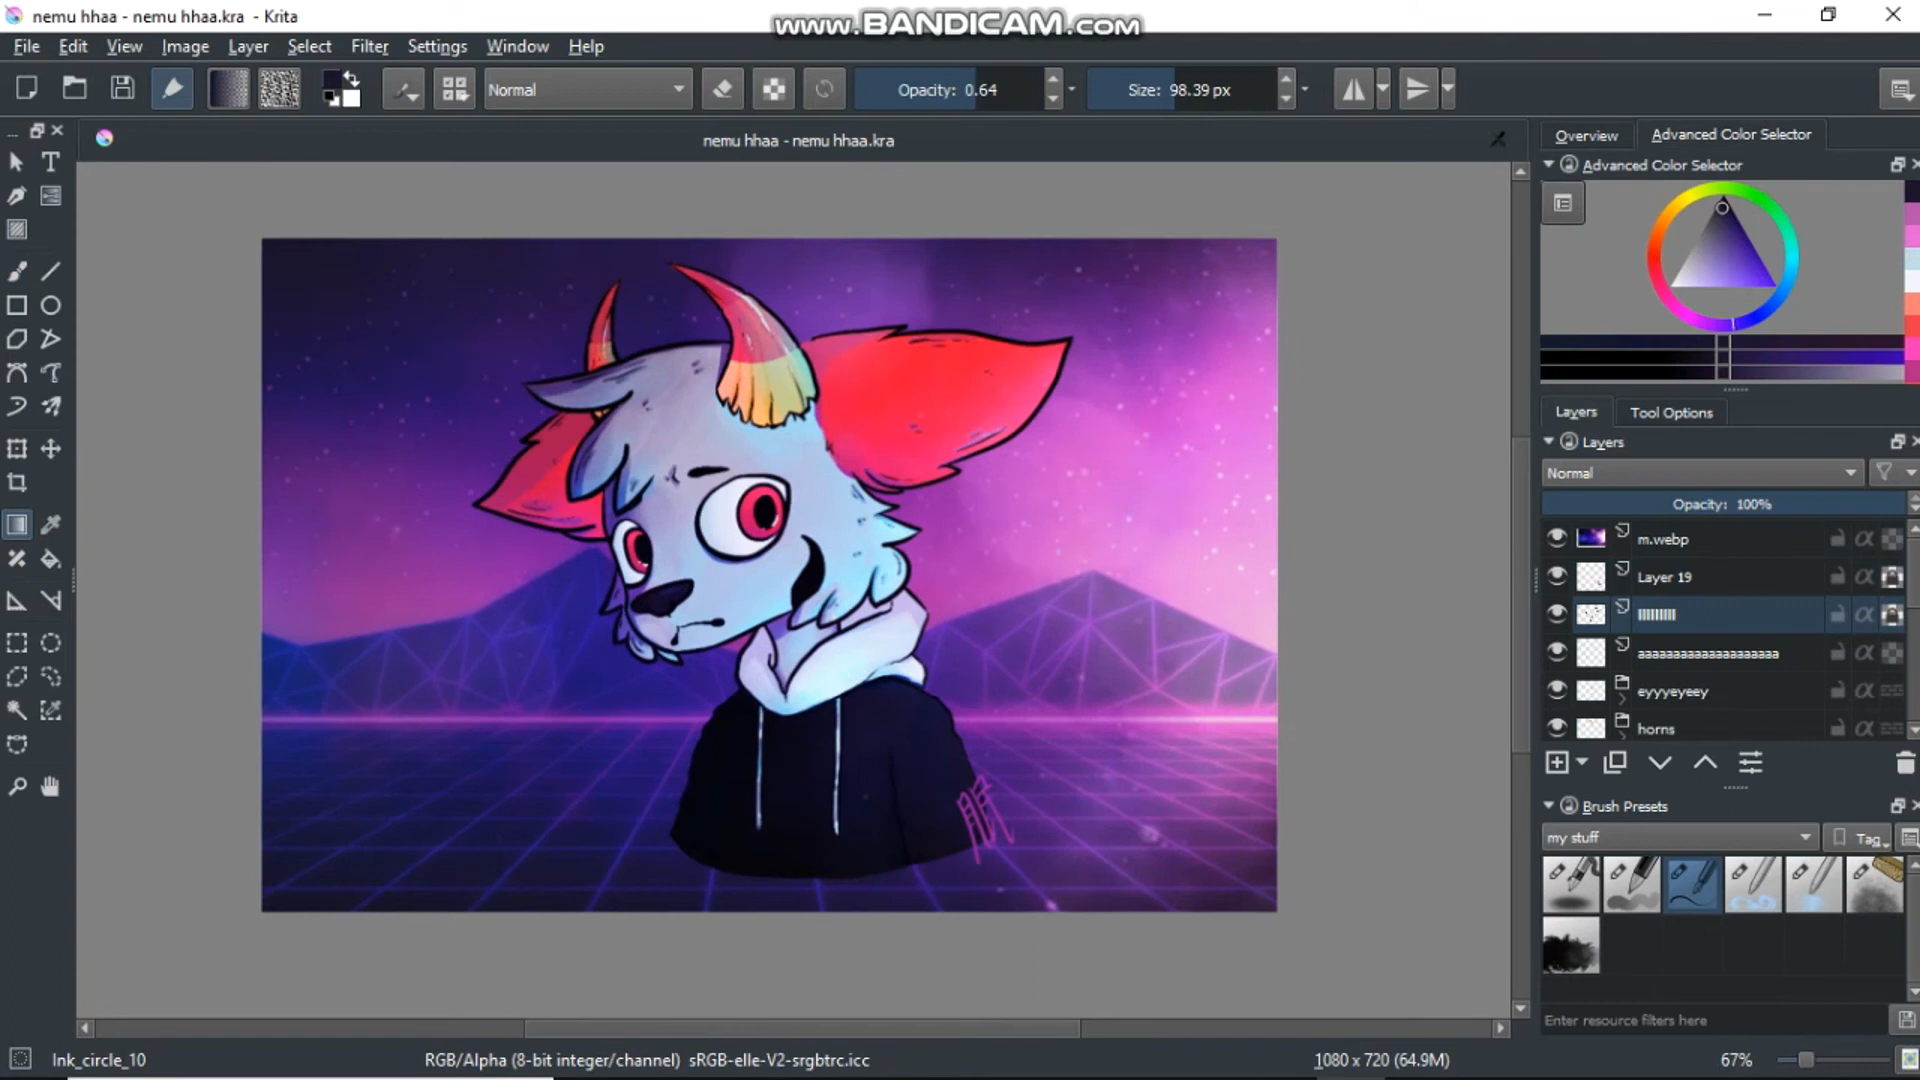 nemu hhaa - nemu hhaa.kra - Krita
www.BANDICAM.com
File Edit View Image Layer Select Filter Settings Window Help
Normal
Opacity: 0.64
Size: 98.39 px
nemu hhaa - nemu hhaa.kra
Overview
Advanced Color Selector
Advanced Color Selector
Layers
Tool Options
Layers
Normal
Opacity: 100%
m.webp
Layer 19
llllllllll
aaaaaaaaaaaaaaaaaaaa
eyyyeyeey
horns
Brush Presets
my stuff
Tag
Enter resource filters here
Ink_circle_10
RGB/Alpha (8-bit integer/channel) sRGB-elle-V2-srgbtrc.icc
1080 x 720 (64.9M)
67%